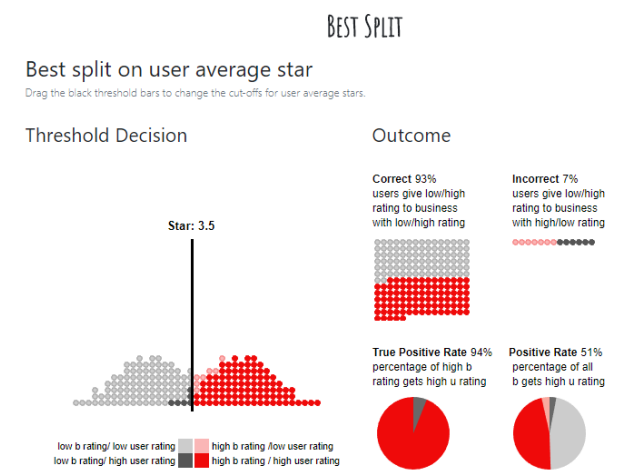 Best Split
Best split on user average star
Drag the black threshold bars to change the cut-offs for user average stars.
Threshold Decision
Star: 3.5
low b rating/ low user rating
high b rating /low user rating
low b rating/ high user rating
high b rating / high user rating
Outcome
Correct 93%
users give low/high
rating to business
with low/high rating
Incorrect 7%
users give low/high
rating to business
with high/low rating
True Positive Rate 94%
percentage of high b
rating gets high u rating
Positive Rate 51%
percentage of all
b gets high u rating